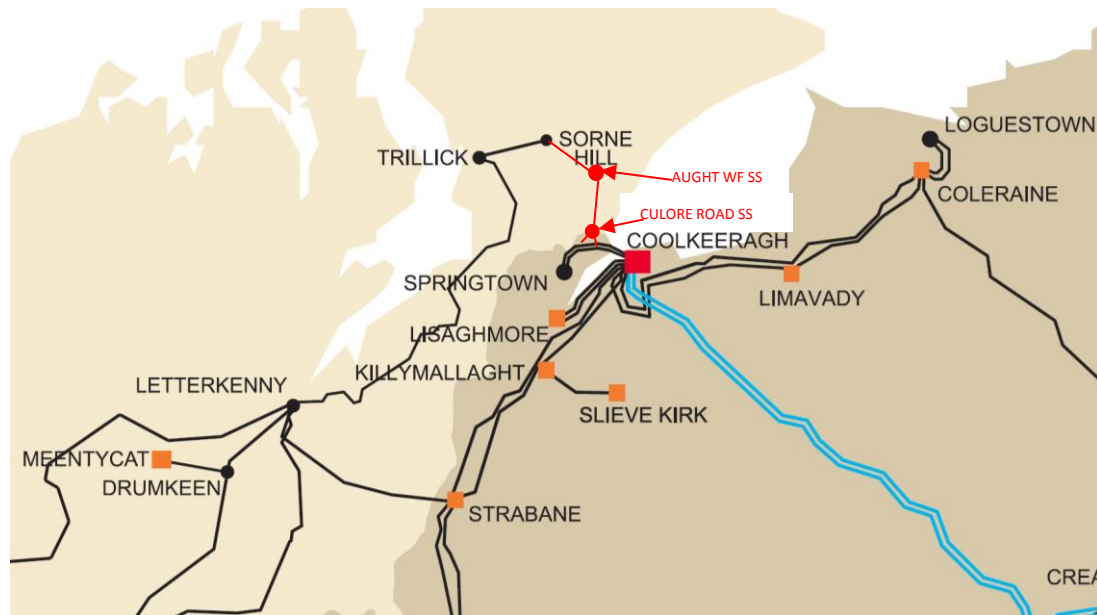 LOGUESTOWN
SORNE
HILL
TRILLICK
AUGHT WF SS
COLERAINE
CULORE ROAD SS
COOLKEERAGH
SPRINGTOWN
LIMAVADY
LISAGHMORE
KILLYMALLAGHT
LETTERKENNY
SLIEVE KIRK
MEENTYCAT
DRUMKEEN
STRABANE
CREA